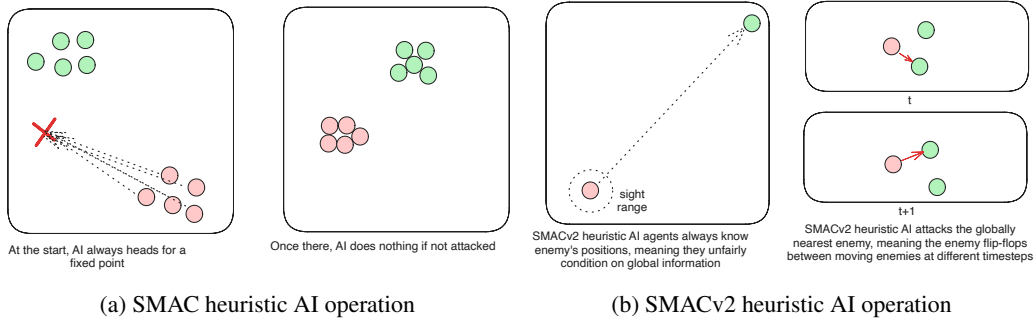 At the start, AI always heads for a
fixed point
Once there, AI does nothing if not attacked
(a) SMAC heuristic AI operation
sight
range
SMACv2 heuristic AI agents always know
enemy's positions, meaning they unfairly
condition on global information
t
t+1
SMACv2 heuristic AI attacks the globally
nearest enemy, meaning the enemy flip-flops
between moving enemies at different timesteps
(b) SMACv2 heuristic AI operation